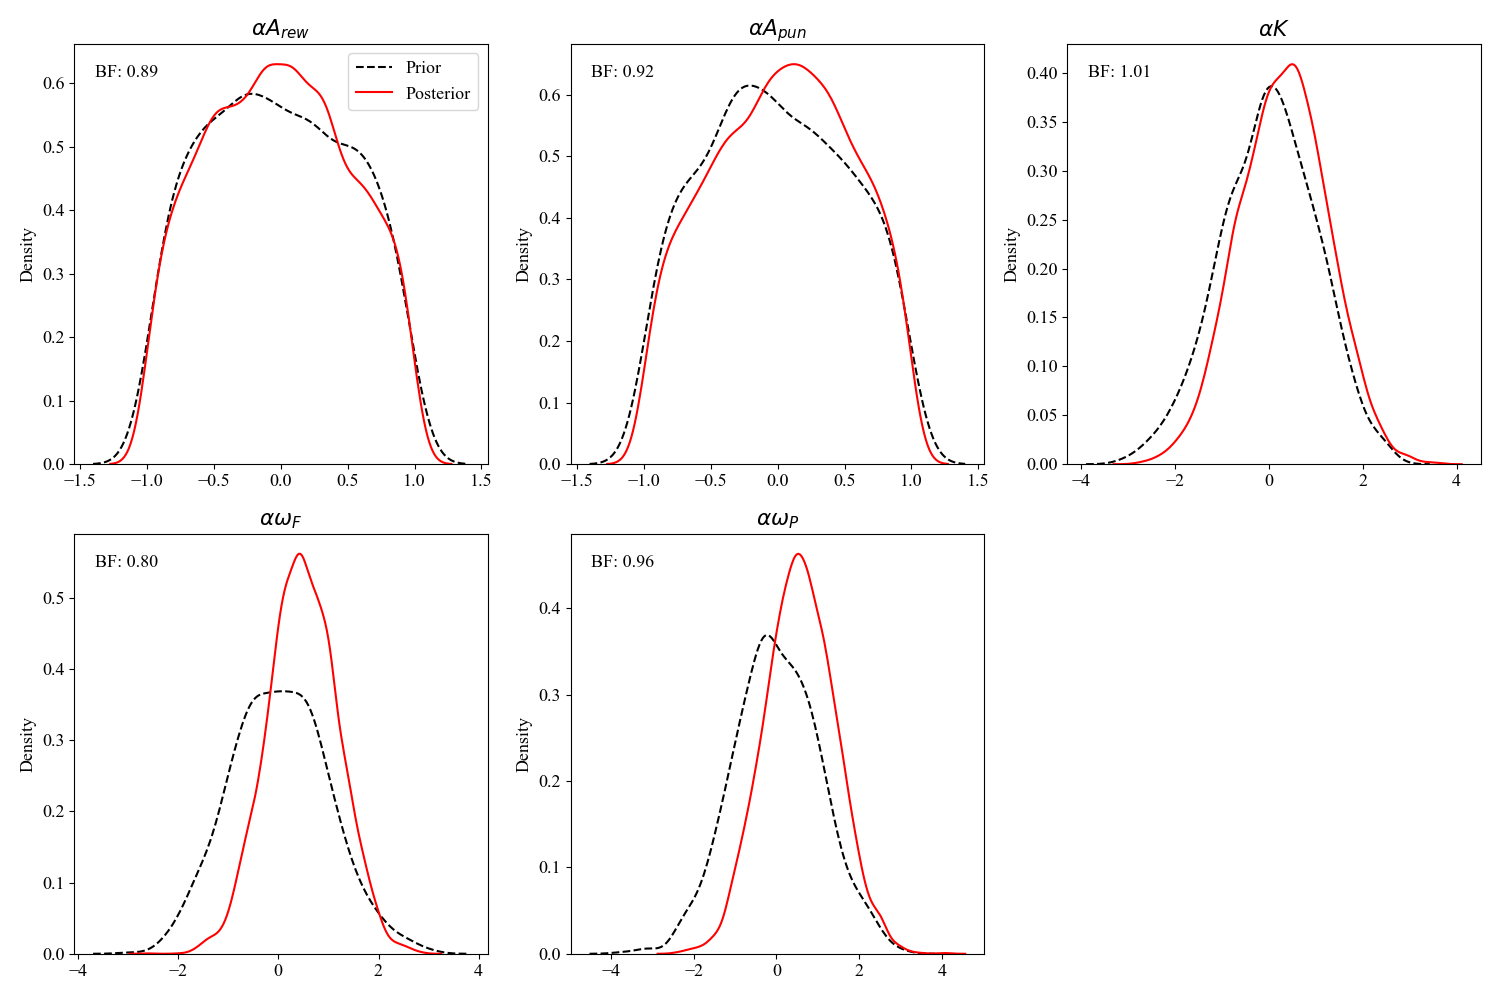 αA_rew
BF: 0.89
Prior
Posterior
Density
0.0 0.1 0.2 0.3 0.4 0.5 0.6
−1.5 −1.0 −0.5 0.0 0.5 1.0 1.5
αA_pun
BF: 0.92
Density
0.0 0.1 0.2 0.3 0.4 0.5 0.6
−1.5 −1.0 −0.5 0.0 0.5 1.0 1.5
αK
BF: 1.01
Density
0.00 0.05 0.10 0.15 0.20 0.25 0.30 0.35 0.40
−4 −2 0 2 4
αω_F
BF: 0.80
Density
0.0 0.1 0.2 0.3 0.4 0.5
−4 −2 0 2 4
αω_P
BF: 0.96
Density
0.0 0.1 0.2 0.3 0.4
−4 −2 0 2 4